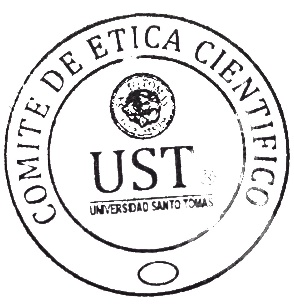 COMITE DE ETICA CIENTIFICO
UST
UNIVERSIDAD SANTO TOMAS